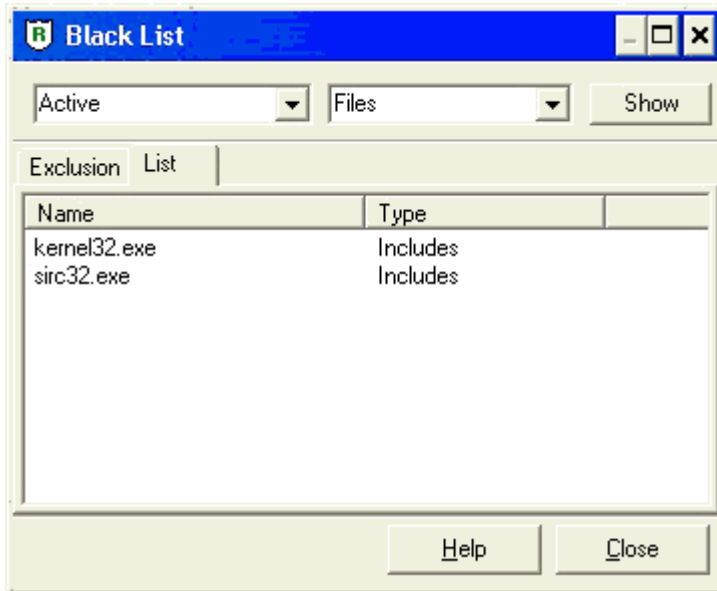 R Black List
Active Files Show
Exclusion List
Name Type
kernel32.exe Includes
sirc32.exe Includes
Help Close